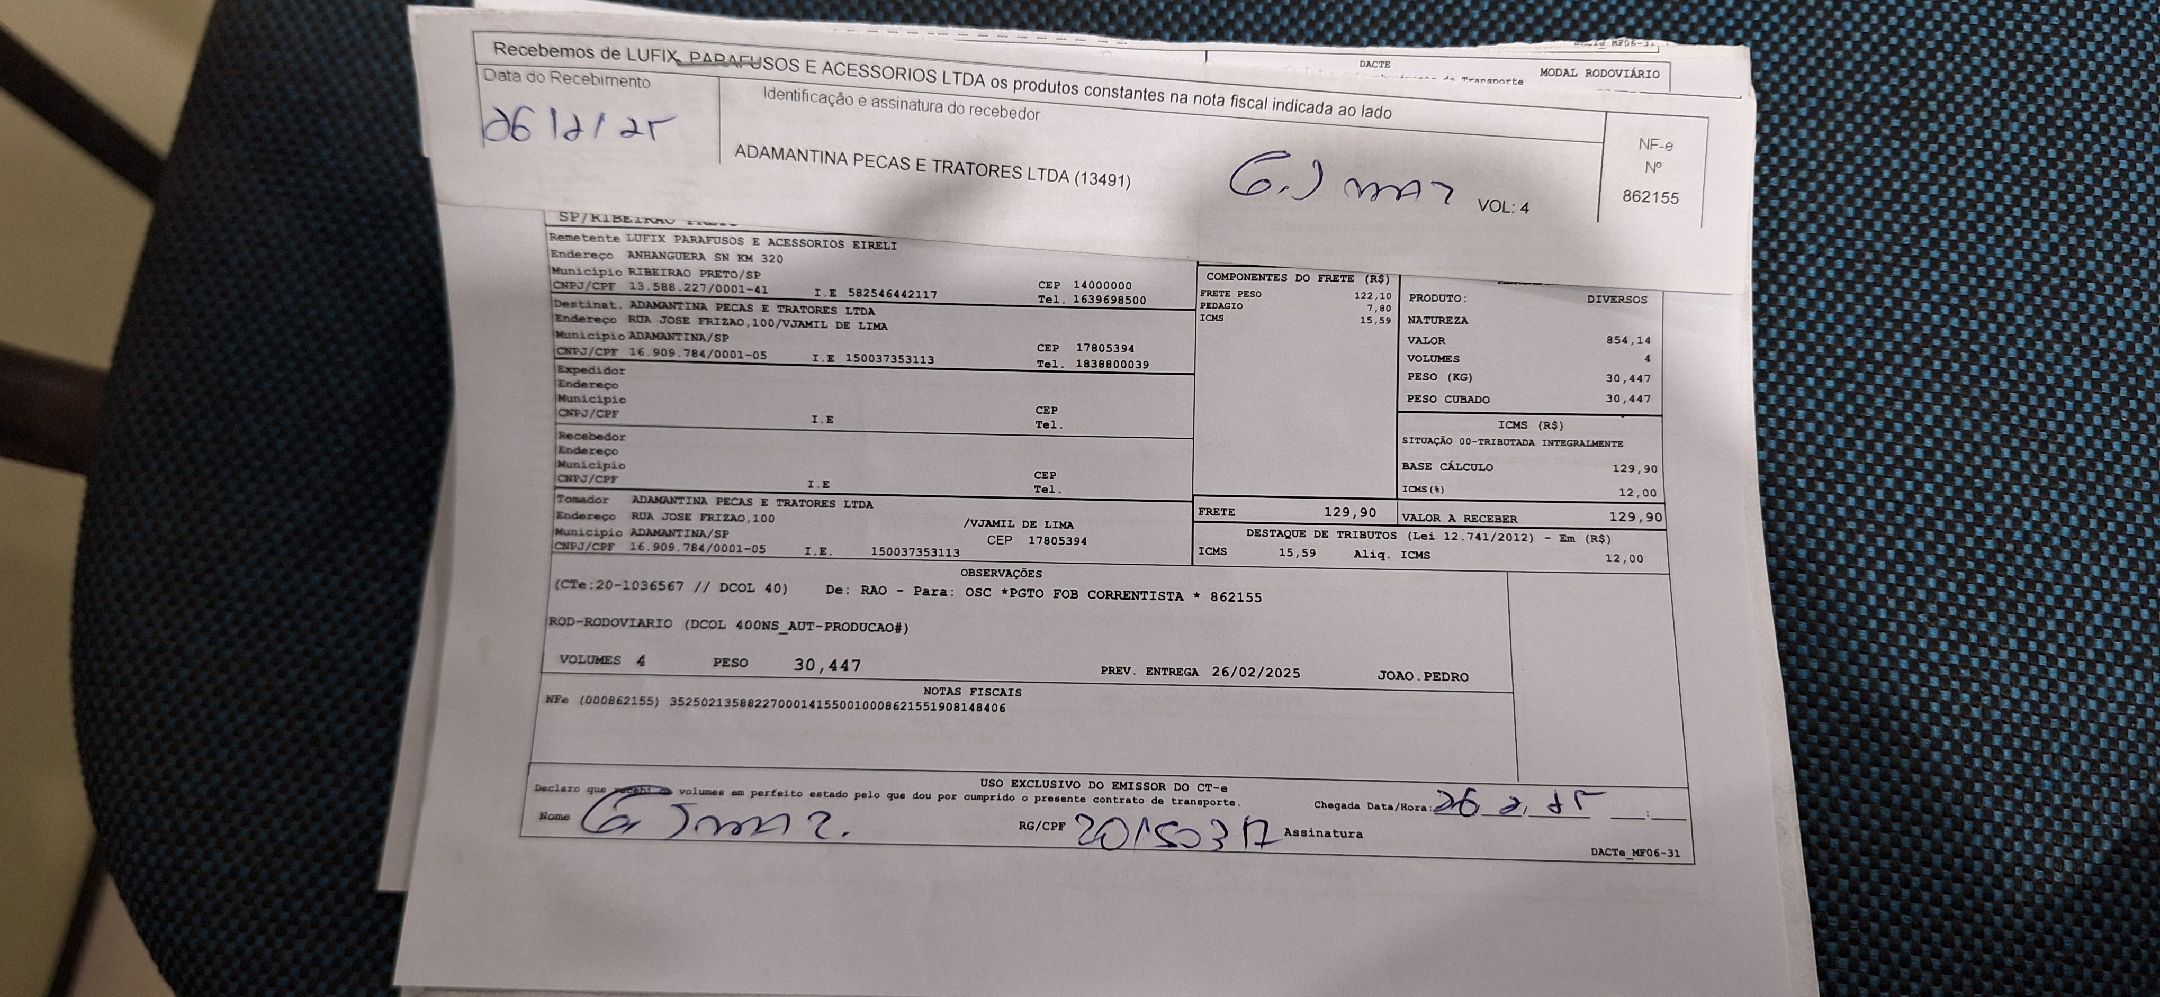 DACTE
MODAL RODOVIÁRIO
Recebemos de LUFIX PARAFUSOS E ACESSORIOS LTDA os produtos constantes na nota fiscal indicada ao lado
Data do Recebimento
26/2/25
Identificação e assinatura do recebedor
ADAMANTINA PECAS E TRATORES LTDA (13491)
VOL: 4
NF-e
Nº
862155
Remetente LUFIX PARAFUSOS E ACESSORIOS EIRELI
Endereço ANHANGUERA SN KM 320
Municipio RIBEIRAO PRETO/SP CEP 14000000
CNPJ/CPF 13.588.227/0001-41 I.E 582546442117 Tel. 1639698500
Destinat. ADAMANTINA PECAS E TRATORES LTDA
Endereço RUA JOSE FRIZAO,100/VJAMIL DE LIMA
Municipio ADAMANTINA/SP CEP 17805394
CNPJ/CPF 16.909.784/0001-05 I.E 150037353113 Tel. 1838800039
Expedidor
Endereço
Municipio CEP
CNPJ/CPF I.E Tel.
Recebedor
Endereço
Municipio CEP
CNPJ/CPF I.E Tel.
Tomador ADAMANTINA PECAS E TRATORES LTDA
Endereço RUA JOSE FRIZAO,100 /VJAMIL DE LIMA
Municipio ADAMANTINA/SP CEP 17805394
CNPJ/CPF 16.909.784/0001-05 I.E. 150037353113
COMPONENTES DO FRETE (R$)
FRETE PESO 122,10
PEDAGIO 7,80
ICMS 15,59
PRODUTO: DIVERSOS
NATUREZA
VALOR 854,14
VOLUMES 4
PESO (KG) 30,447
PESO CUBADO 30,447
ICMS (R$)
SITUAÇÃO 00-TRIBUTADA INTEGRALMENTE
BASE CÁLCULO 129,90
ICMS(%) 12,00
FRETE 129,90 VALOR A RECEBER 129,90
DESTAQUE DE TRIBUTOS (Lei 12.741/2012) - Em (R$)
ICMS 15,59 Aliq. ICMS 12,00
OBSERVAÇÕES
(CTe:20-1036567 // DCOL 40) De: RAO - Para: OSC *PGTO FOB CORRENTISTA * 862155
ROD-RODOVIARIO (DCOL 400NS_AUT-PRODUCAO#)
VOLUMES 4 PESO 30,447 PREV. ENTREGA 26/02/2025 JOAO.PEDRO
NOTAS FISCAIS
NFe (000862155) 35250213588227000141550010008621551908148406
USO EXCLUSIVO DO EMISSOR DO CT-e
Declaro que recebi os volumes em perfeito estado pelo que dou por cumprido o presente contrato de transporte. Chegada Data/Hora: 26 2 25 :
Nome RG/CPF Assinatura
DACTe_MF06-31